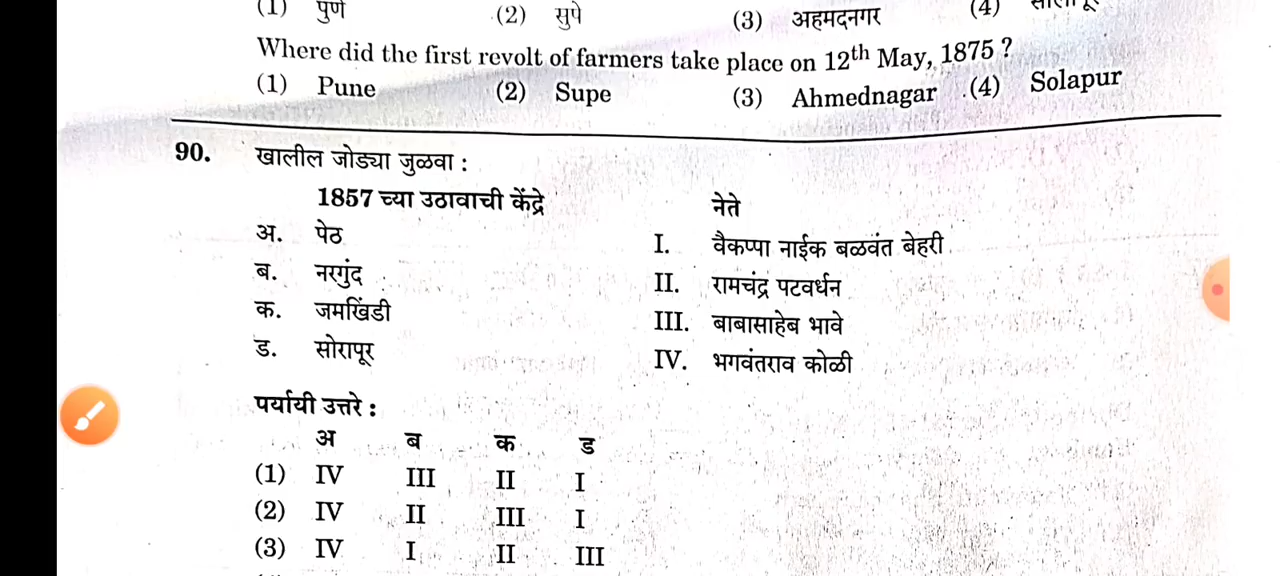 (1) पुणे (2) सुपे (3) अहमदनगर (4)
Where did the first revolt of farmers take place on 12th May, 1875 ?
(1) Pune (2) Supe (3) Ahmednagar (4) Solapur
90. खालील जोड्या जुळवा :
1857 च्या उठावाची केंद्रे नेते
अ. पेठ I. वैकप्पा नाईक बळवंत बेहरी
ब. नरगुंद II. रामचंद्र पटवर्धन
क. जमखिंडी III. बाबासाहेब भावे
ड. सोरापूर IV. भगवंतराव कोळी
पर्यायी उत्तरे :
अ ब क ड
(1) IV III II I
(2) IV II III I
(3) IV I II III